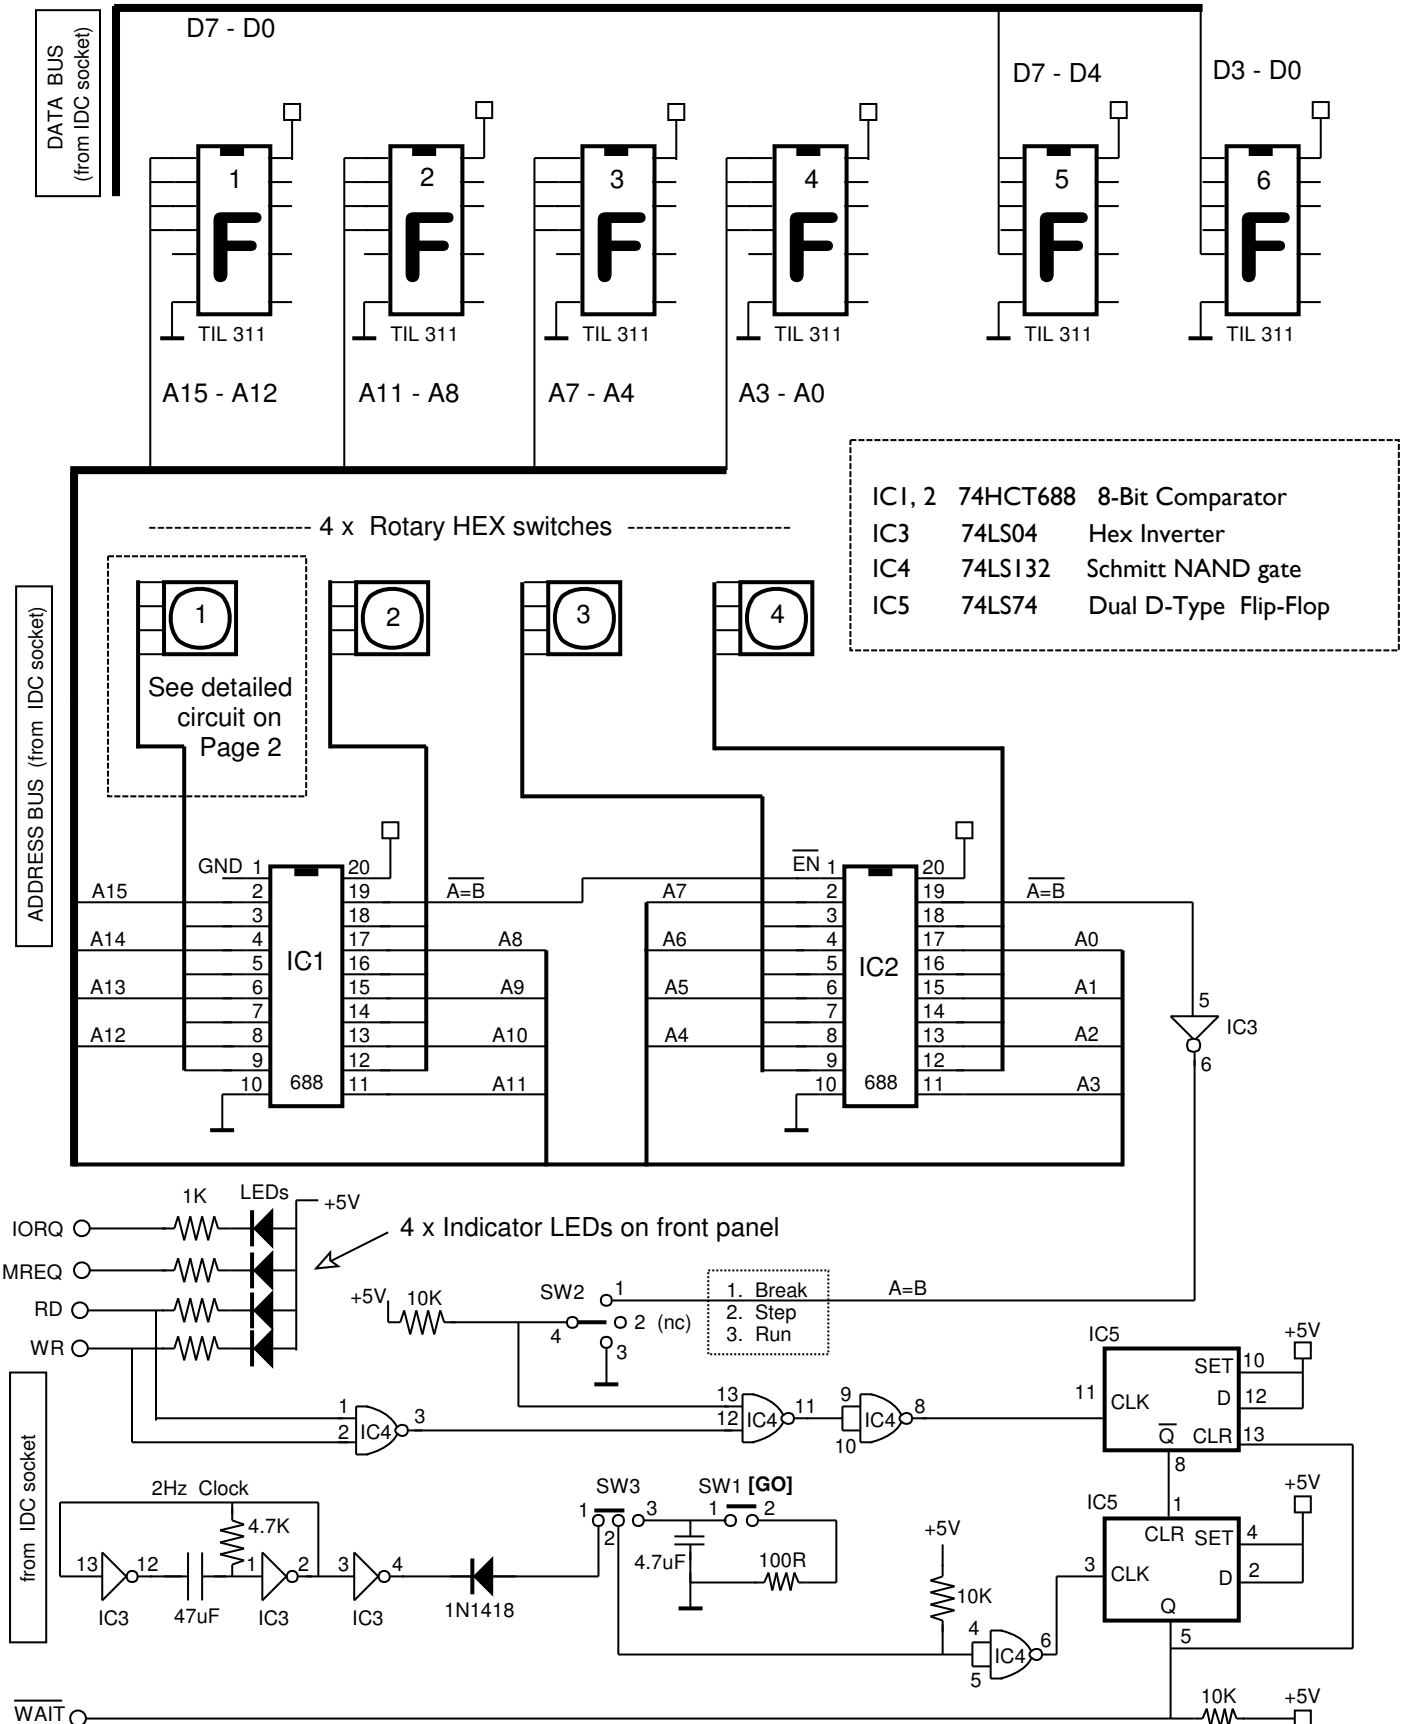 DATA BUS
(from IDC socket)
D7 - D0
D7 - D4
D3 - D0
1
2
3
4
5
6
F
F
F
F
F
F
TIL 311
TIL 311
TIL 311
TIL 311
TIL 311
TIL 311
A15 - A12
A11 - A8
A7 - A4
A3 - A0
IC1, 2 74HCT688 8-Bit Comparator
IC3 74LS04 Hex Inverter
IC4 74LS132 Schmitt NAND gate
IC5 74LS74 Dual D-Type Flip-Flop
4 x Rotary HEX switches
1
2
3
4
See detailed
circuit on
Page 2
ADDRESS BUS (from IDC socket)
GND 1 20
A15 2 19 A=B
3 18
A14 4 17 A8
5 16
IC1
A13 6 15 A9
7 14
A12 8 13 A10
9 12
10 688 11 A11
EN 1 20
A7 2 19 A=B
3 18
A6 4 17 A0
5 16
IC2
A5 6 15 A1
7 14
A4 8 13 A2
9 12
10 688 11 A3
5
IC3
6
1K LEDs +5V
IORQ
MREQ
RD
WR
4 x Indicator LEDs on front panel
+5V 10K
SW2 1
2 (nc)
4
3
1. Break
2. Step
3. Run
A=B
1
2
IC4
3
13
12
IC4
11
9
10
IC4
8
IC5
+5V
11 CLK
SET 10
D 12
Q CLR 13
8
from IDC socket
2Hz Clock
4.7K
13 12
IC3
47uF
1 2
IC3
3 4
IC3
1N1418
SW3
1 3
2
SW1 [GO]
1 2
4.7uF
100R
+5V
10K
4
5
IC4
6
IC5
+5V
1
CLR SET 4
3 CLK
D 2
Q
5
WAIT
10K +5V